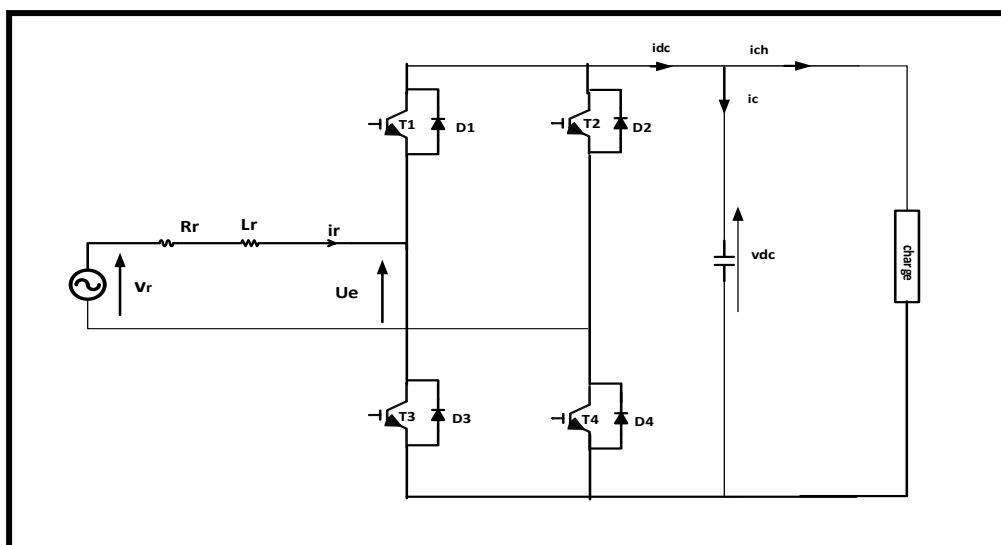 idc
ich
ic
T1
D1
T2
D2
Rr
Lr
ir
vr
Ue
vdc
charge
T3
D3
T4
D4